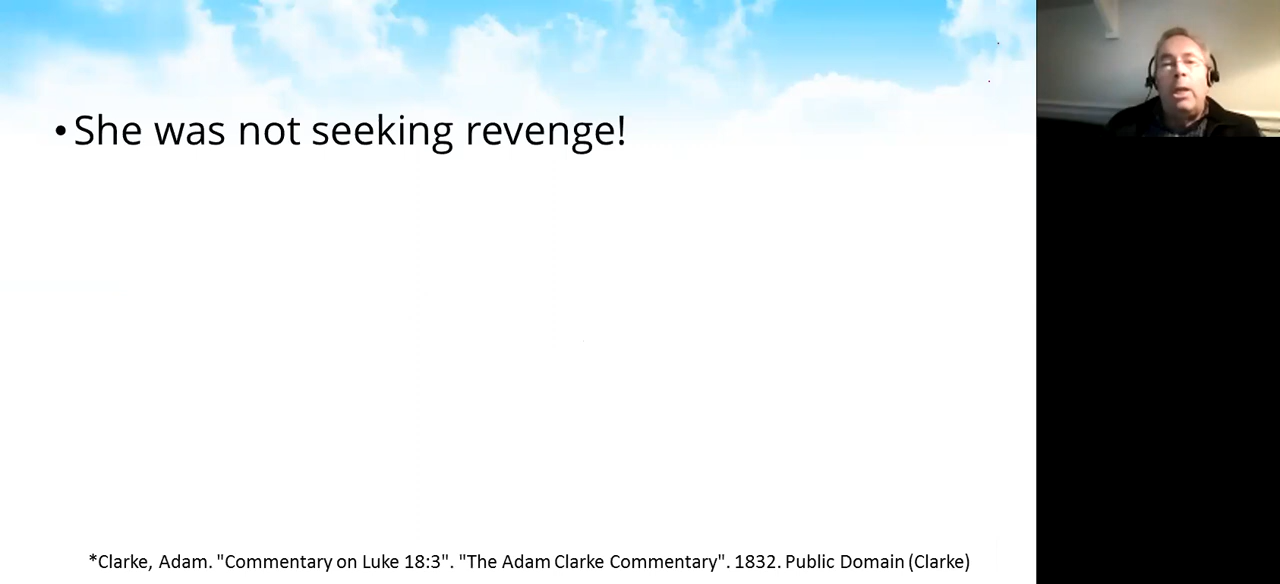 •She was not seeking revenge!
*Clarke, Adam. "Commentary on Luke 18:3". "The Adam Clarke Commentary". 1832. Public Domain (Clarke)